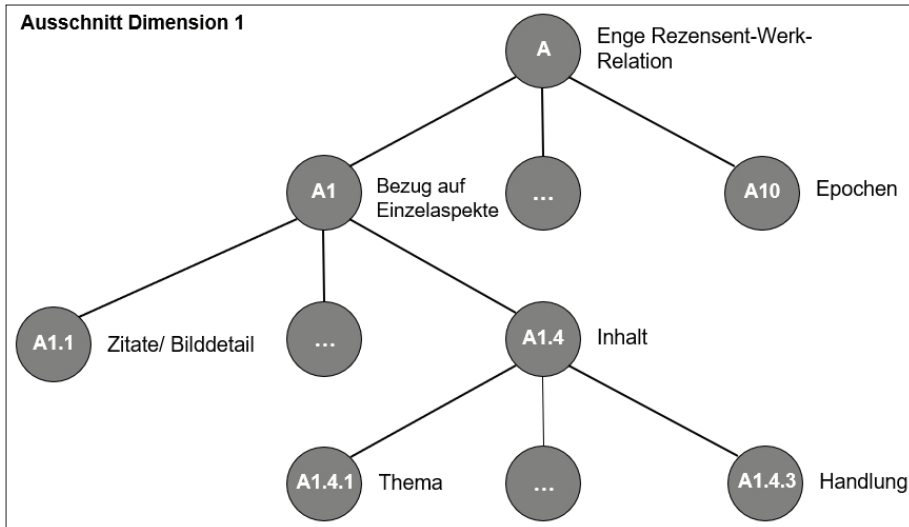 Ausschnitt Dimension 1
A
Enge Rezensent-Werk-
Relation
A1
Bezug auf
Einzelaspekte
...
A10
Epochen
A1.1
Zitate/ Bilddetail
...
A1.4
Inhalt
A1.4.1
Thema
...
A1.4.3
Handlung